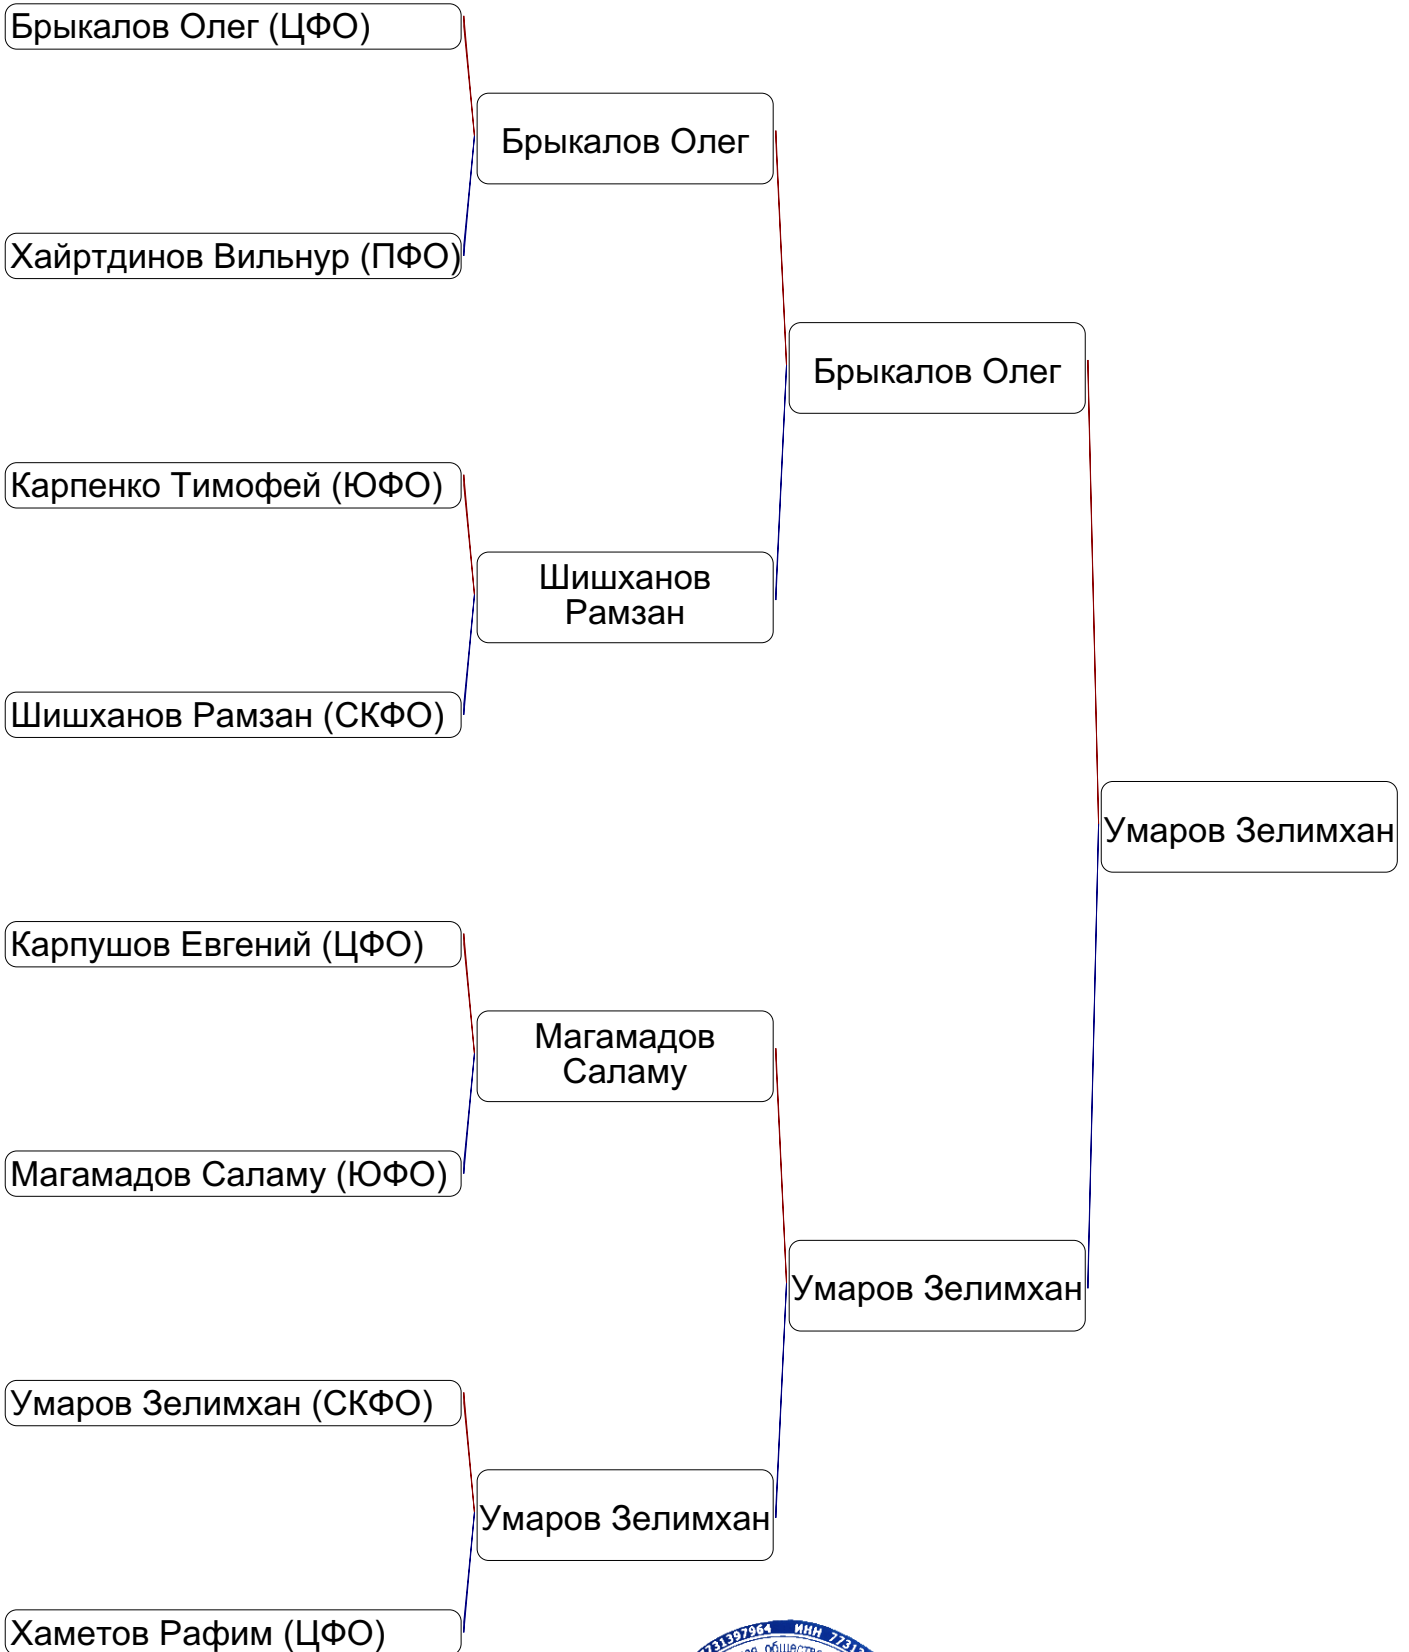 Брыкалов Олег (ЦФО)
Брыкалов Олег
Хайртдинов Вильнур (ПФО)
Брыкалов Олег
Карпенко Тимофей (ЮФО)
Шишханов
Рамзан
Шишханов Рамзан (СКФО)
Умаров Зелимхан
Карпушов Евгений (ЦФО)
Магамадов
Саламу
Магамадов Саламу (ЮФО)
Умаров Зелимхан
Умаров Зелимхан (СКФО)
Умаров Зелимхан
Хаметов Рафим (ЦФО)
ИНН